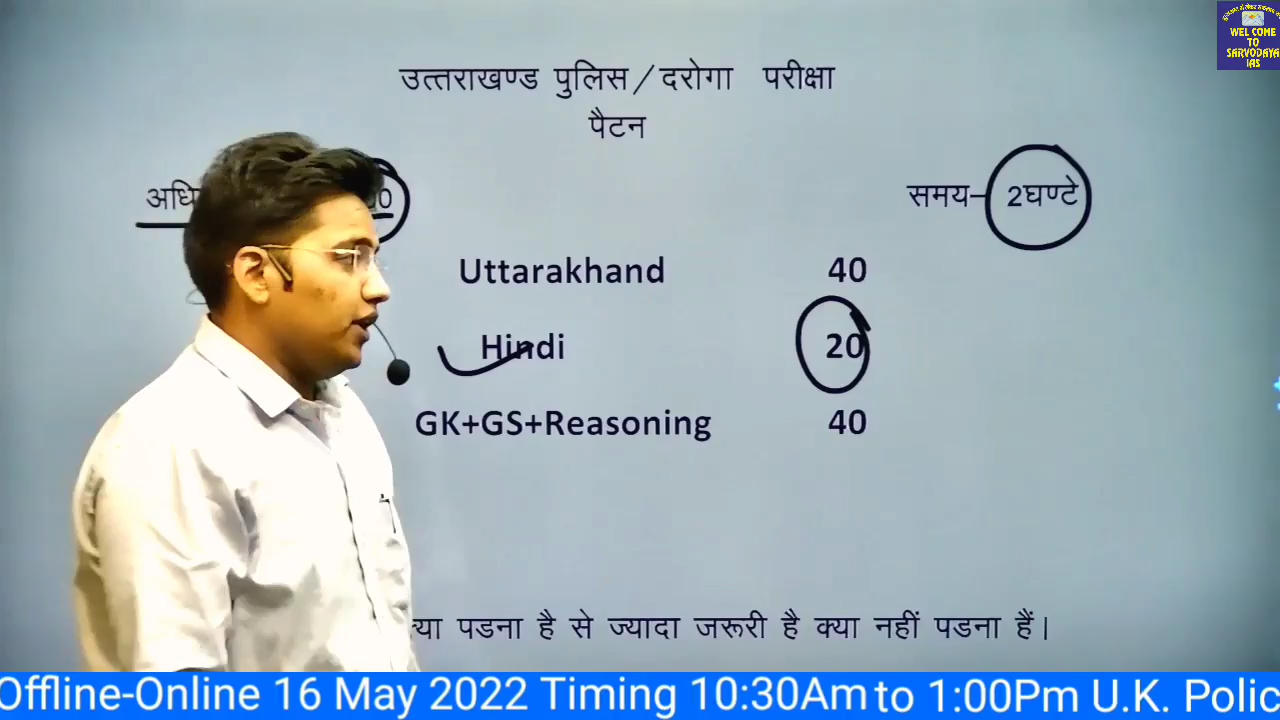 WEL COME
TO
SARVODAYA
IAS
उत्तराखण्ड पुलिस/दरोगा परीक्षा
पैटन
समय– 2घण्टे
Uttarakhand 40
Hindi 20
GK+GS+Reasoning 40
पडना है से ज्यादा जरूरी है क्या नहीं पडना हैं।
Offline-Online 16 May 2022 Timing 10:30Am to 1:00Pm U.K. Polic